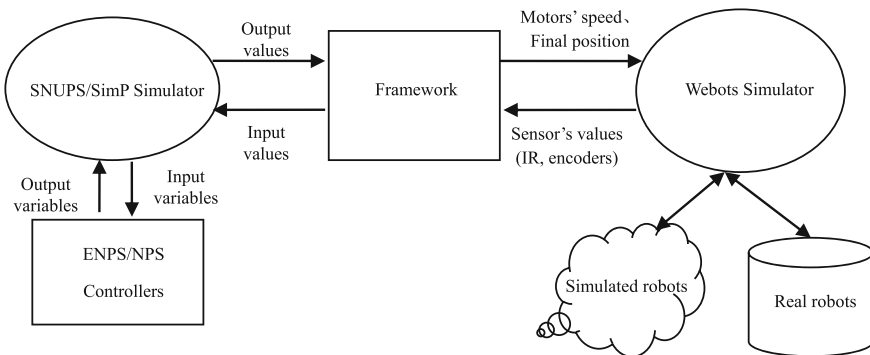 Output
values
Motors' speed、
Final position
SNUPS/SimP Simulator
Framework
Webots Simulator
Input
values
Sensor's values
(IR, encoders)
Output
variables
Input
variables
ENPS/NPS
Controllers
Simulated robots
Real robots